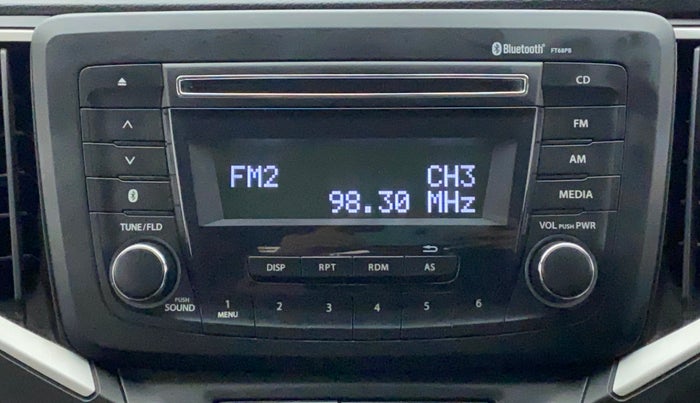 Bluetooth® FT68PB
CD
FM
FM2 CH3
AM
98.30 MHz
MEDIA
TUNE/FLD
VOL PUSH PWR
DISP RPT RDM AS
PUSH
SOUND
1 2 3 4 5 6
MENU